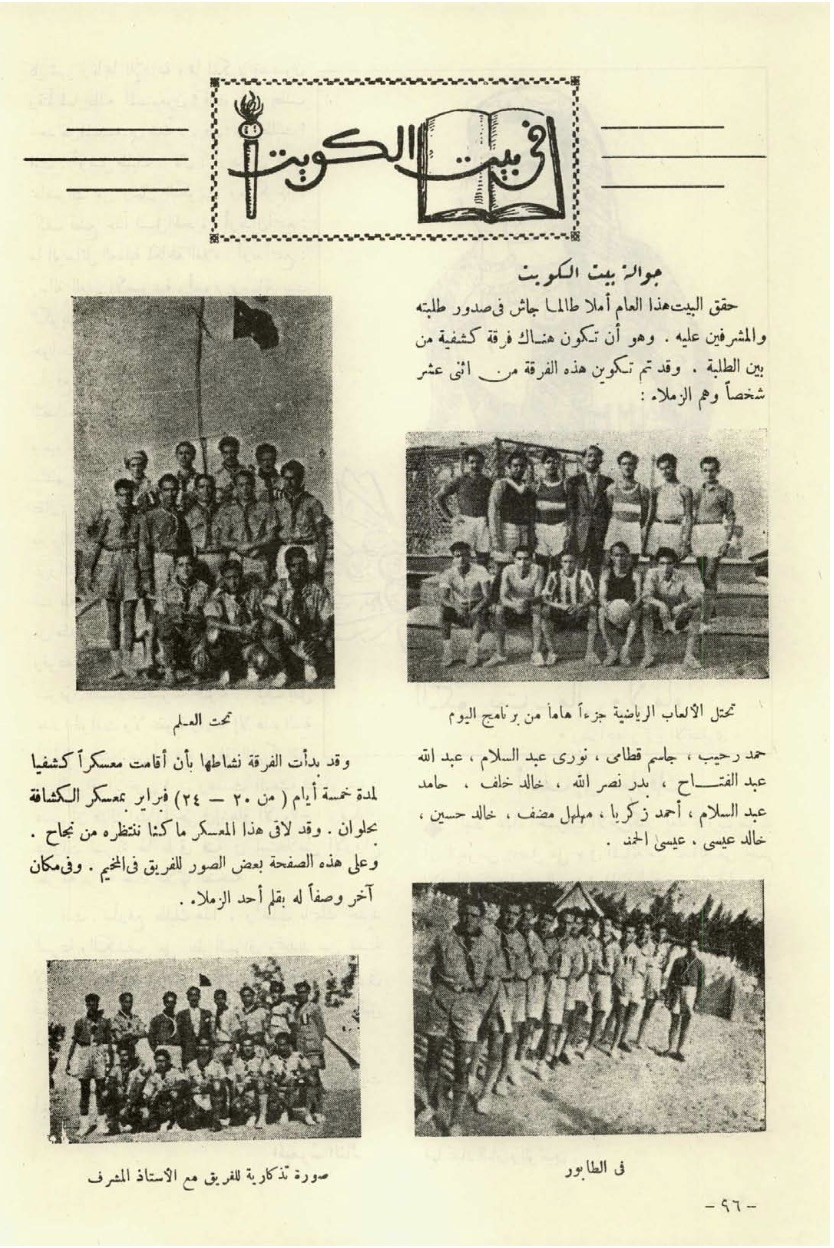 في بيت الكويت
جوالة بيت الكويت
حقق البيت هذا العام أملا طالما جاش فى صدور طلبته
والمشرفين عليه . وهو أن تكون هناك فرقة كشفية من
بين الطلبة . وقد تم تكوين هذه الفرقة من اثنى عشر
شخصاً وهم الزملاء :
تحتل الألعاب الرياضية جزءاً هاماً من برنامج اليوم
حمد رجيب ، جاسم قطامى ، نورى عبد السلام ، عبد الله
عبد الفتـــاح ، بدر نصر الله ، خالد خلف ، حامد
عبد السلام ، أحمد زكريا ، مهلهل مضف ، خالد حسين ،
خالد عيسى ، عيسى الحمد .
فى الطابور
تحت العلم
وقد بدأت الفرقة نشاطها بأن أقامت معسكراً كشفيا
لمدة خمسة أيام ( من ٢٠ — ٢٤ ) فبراير بمعسكر الكشافة
بحلوان . وقد لاقى هذا المعسكر ما كنا ننتظره من نجاح .
وعلى هذه الصفحة بعض الصور للفريق فى المخيم . وفى مكان
آخر وصفاً له بقلم أحد الزملاء .
صورة تذكارية للفريق مع الأستاذ المشرف
- ٩٦ -